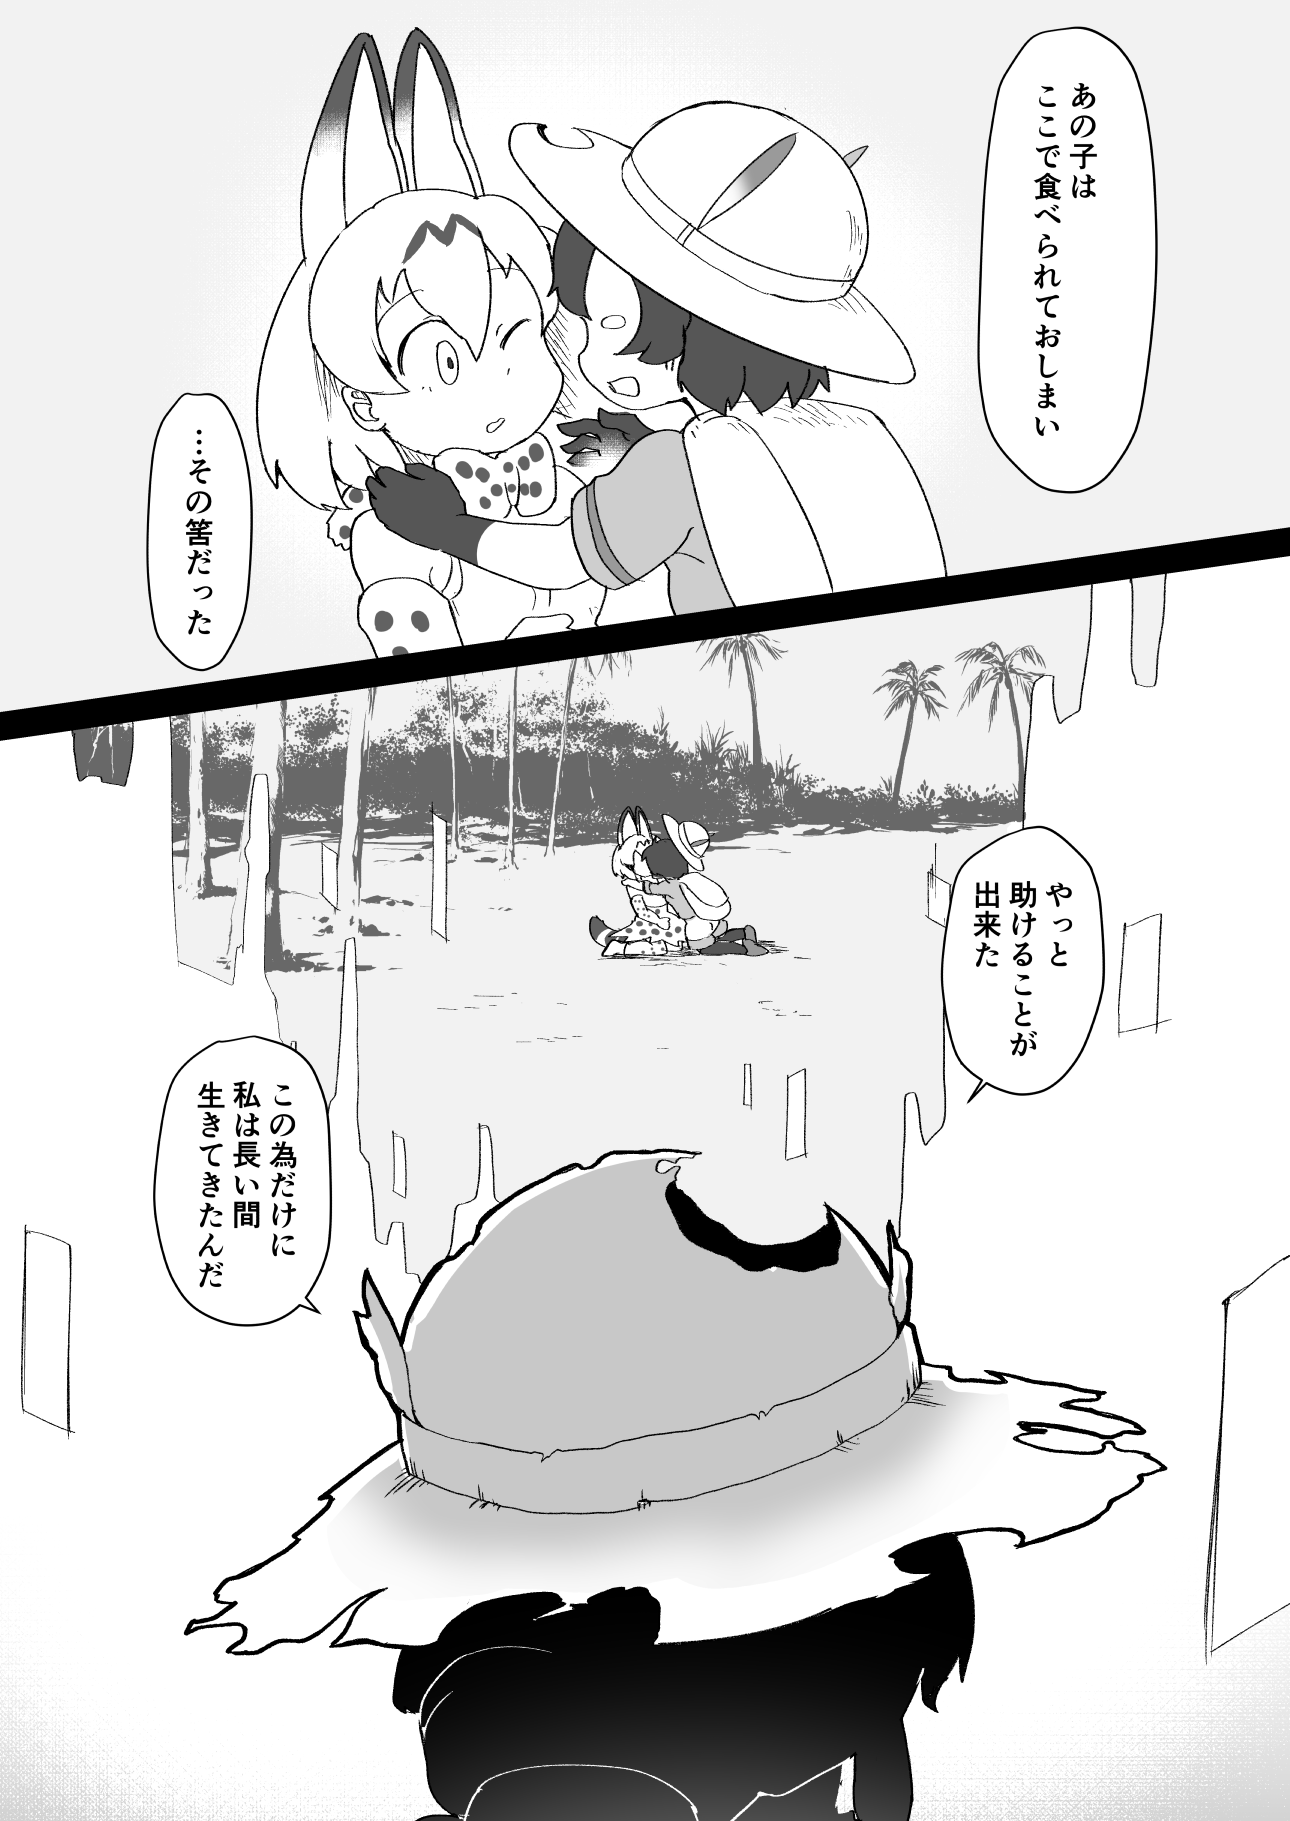 あの子は
ここで食べられておしまい
…その筈だった
やっと
助けることが
出来た
この為だけに
私は長い間
生きてきたんだ